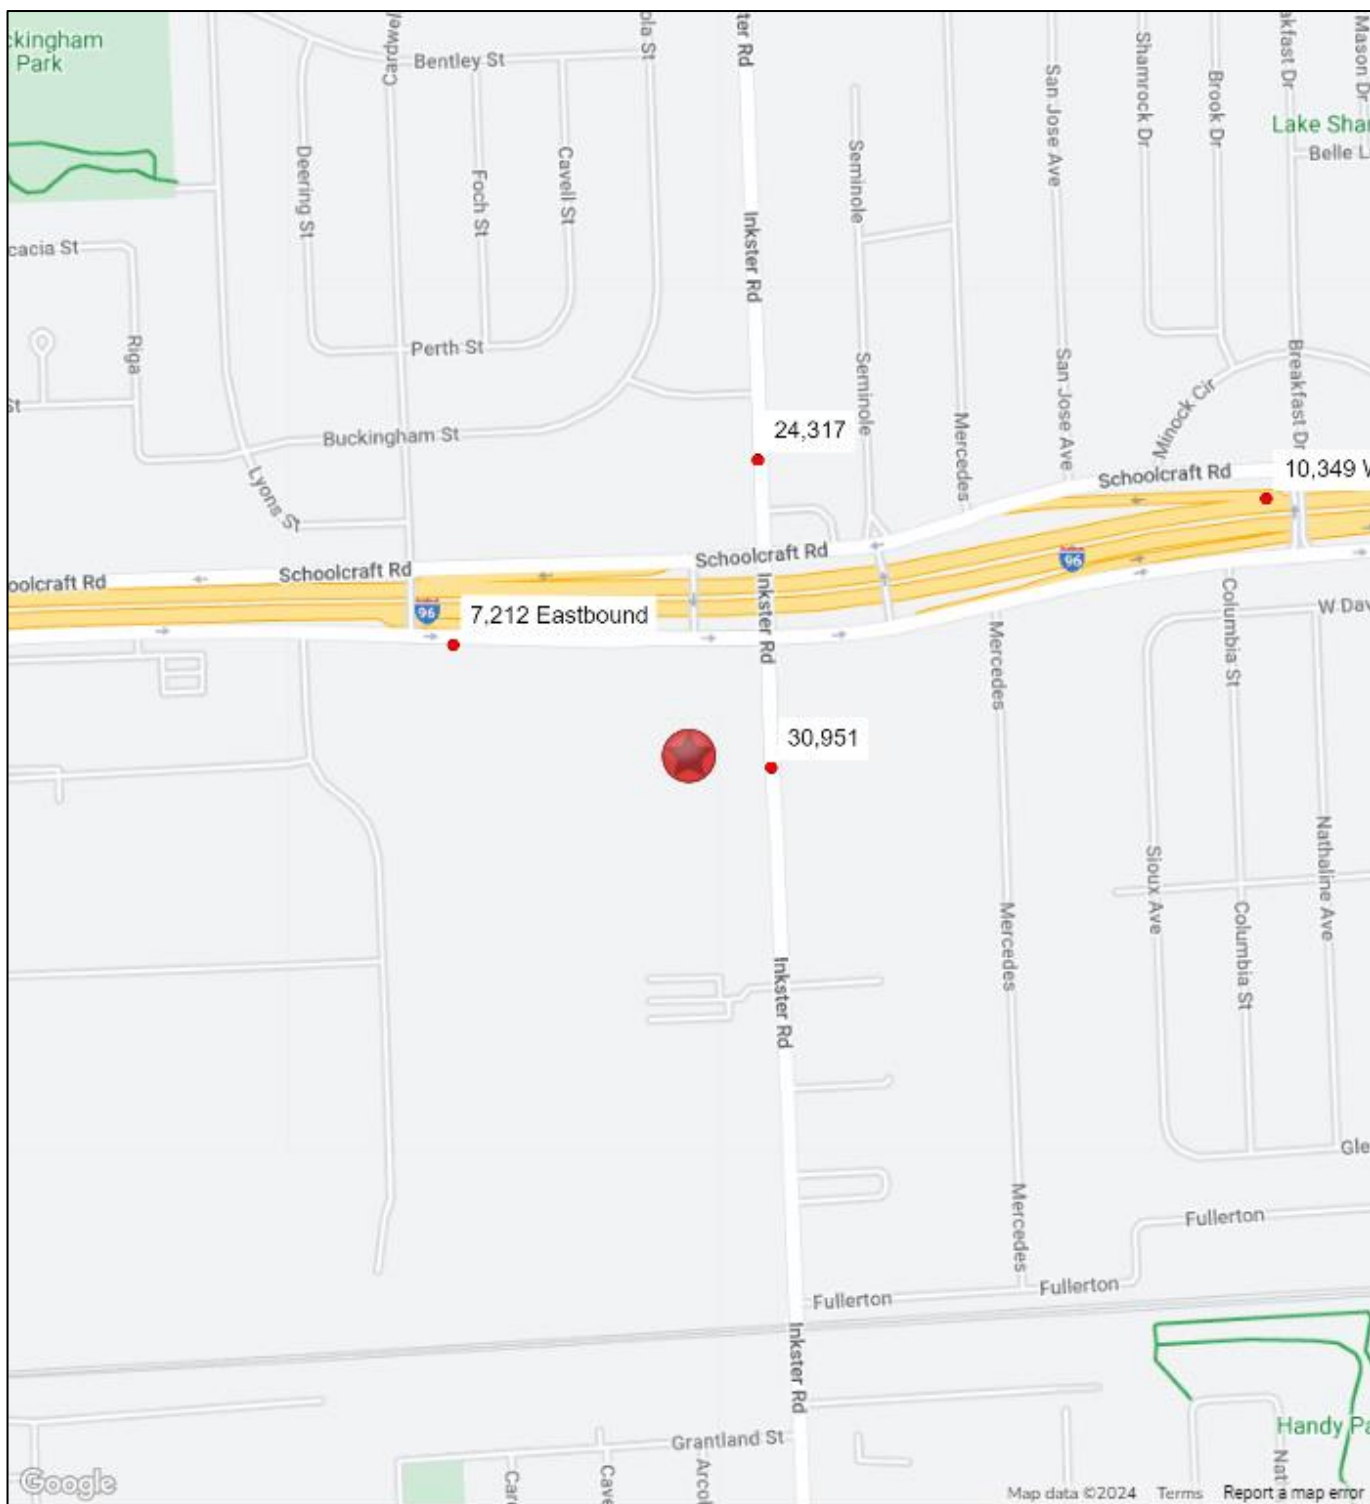 ckingham
Park
Cardwel
Bentley St
ola St
ter Rd
San Jose Ave
Shamrock Dr
Brook Dr
akfast Dr
Mason Dr
Lake Sha
Belle L
Deering St
Foch St
Cavell St
Seminole
Inkster Rd
cacia St
Riga
Perth St
Seminole
San Jose Ave
Minock Cir
Breakfast Dr
St
Buckingham St
24,317
Mercedes
Lyons St
Schoolcraft Rd
10,349 W
Schoolcraft Rd
oolcraft Rd
Schoolcraft Rd
96
96
7,212 Eastbound
Inkster Rd
Mercedes
Columbia St
W Dav
30,951
Sioux Ave
Nathaline Ave
Mercedes
Columbia St
Inkster Rd
Gle
Mercedes
Fullerton
Fullerton
Fullerton
Inkster Rd
Handy Pa
Grantland St
Card
Cave
Arcol
Nat
Google
Map data ©2024
Terms
Report a map error